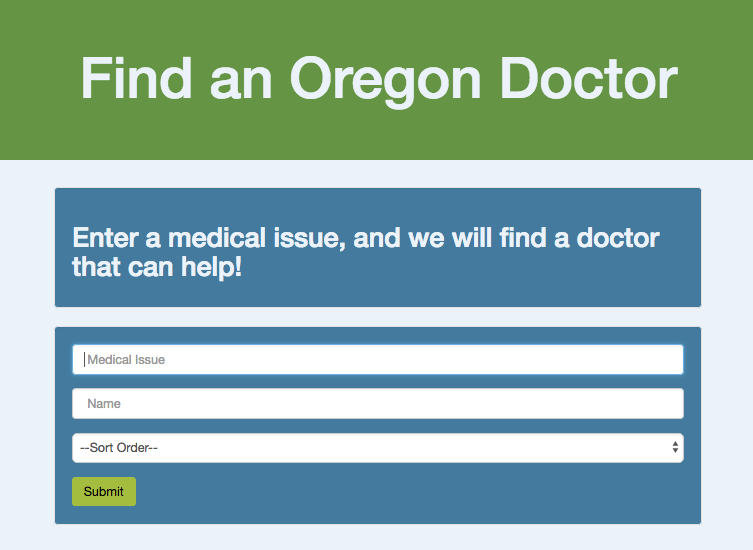 Find an Oregon Doctor
Enter a medical issue, and we will find a doctor
that can help!
Medical Issue
Name
--Sort Order--
Submit